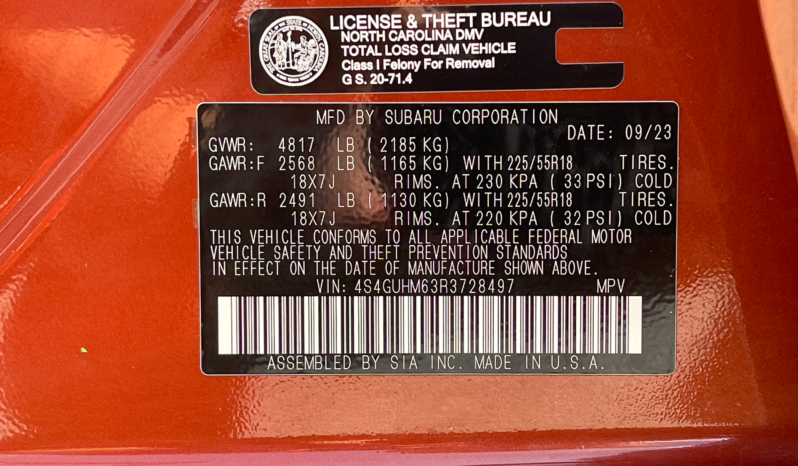 LICENSE & THEFT BUREAU
NORTH CAROLINA DMV
TOTAL LOSS CLAIM VEHICLE
Class I Felony For Removal
G S. 20-71.4
MFD BY SUBARU CORPORATION
DATE: 09/23
GVWR: 4817 LB (2185 KG)
GAWR:F 2568 LB (1165 KG) WITH 225/55R18 TIRES.
18X7J RIMS. AT 230 KPA (33 PSI) COLD
GAWR:R 2491 LB (1130 KG) WITH 225/55R18 TIRES.
18X7J RIMS. AT 220 KPA (32 PSI) COLD
THIS VEHICLE CONFORMS TO ALL APPLICABLE FEDERAL MOTOR
VEHICLE SAFETY AND THEFT PREVENTION STANDARDS
IN EFFECT ON THE DATE OF MANUFACTURE SHOWN ABOVE.
VIN: 4S4GUHM63R3728497 MPV
ASSEMBLED BY SIA INC. MADE IN U.S.A.